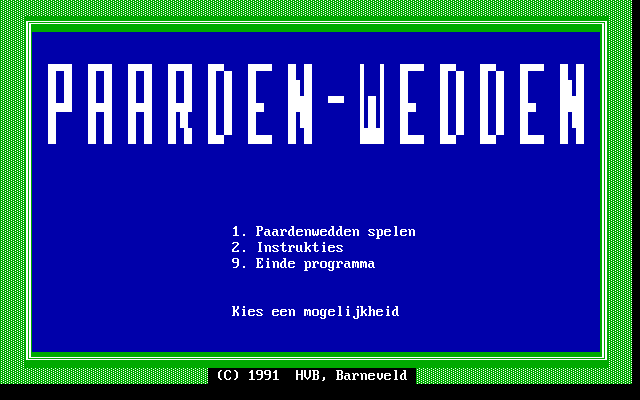 PAARDEN-WEDDEN
1. Paardenwedden spelen
2. Instrukties
9. Einde programma
Kies een mogelijkheid
(C) 1991  HVB, Barneveld